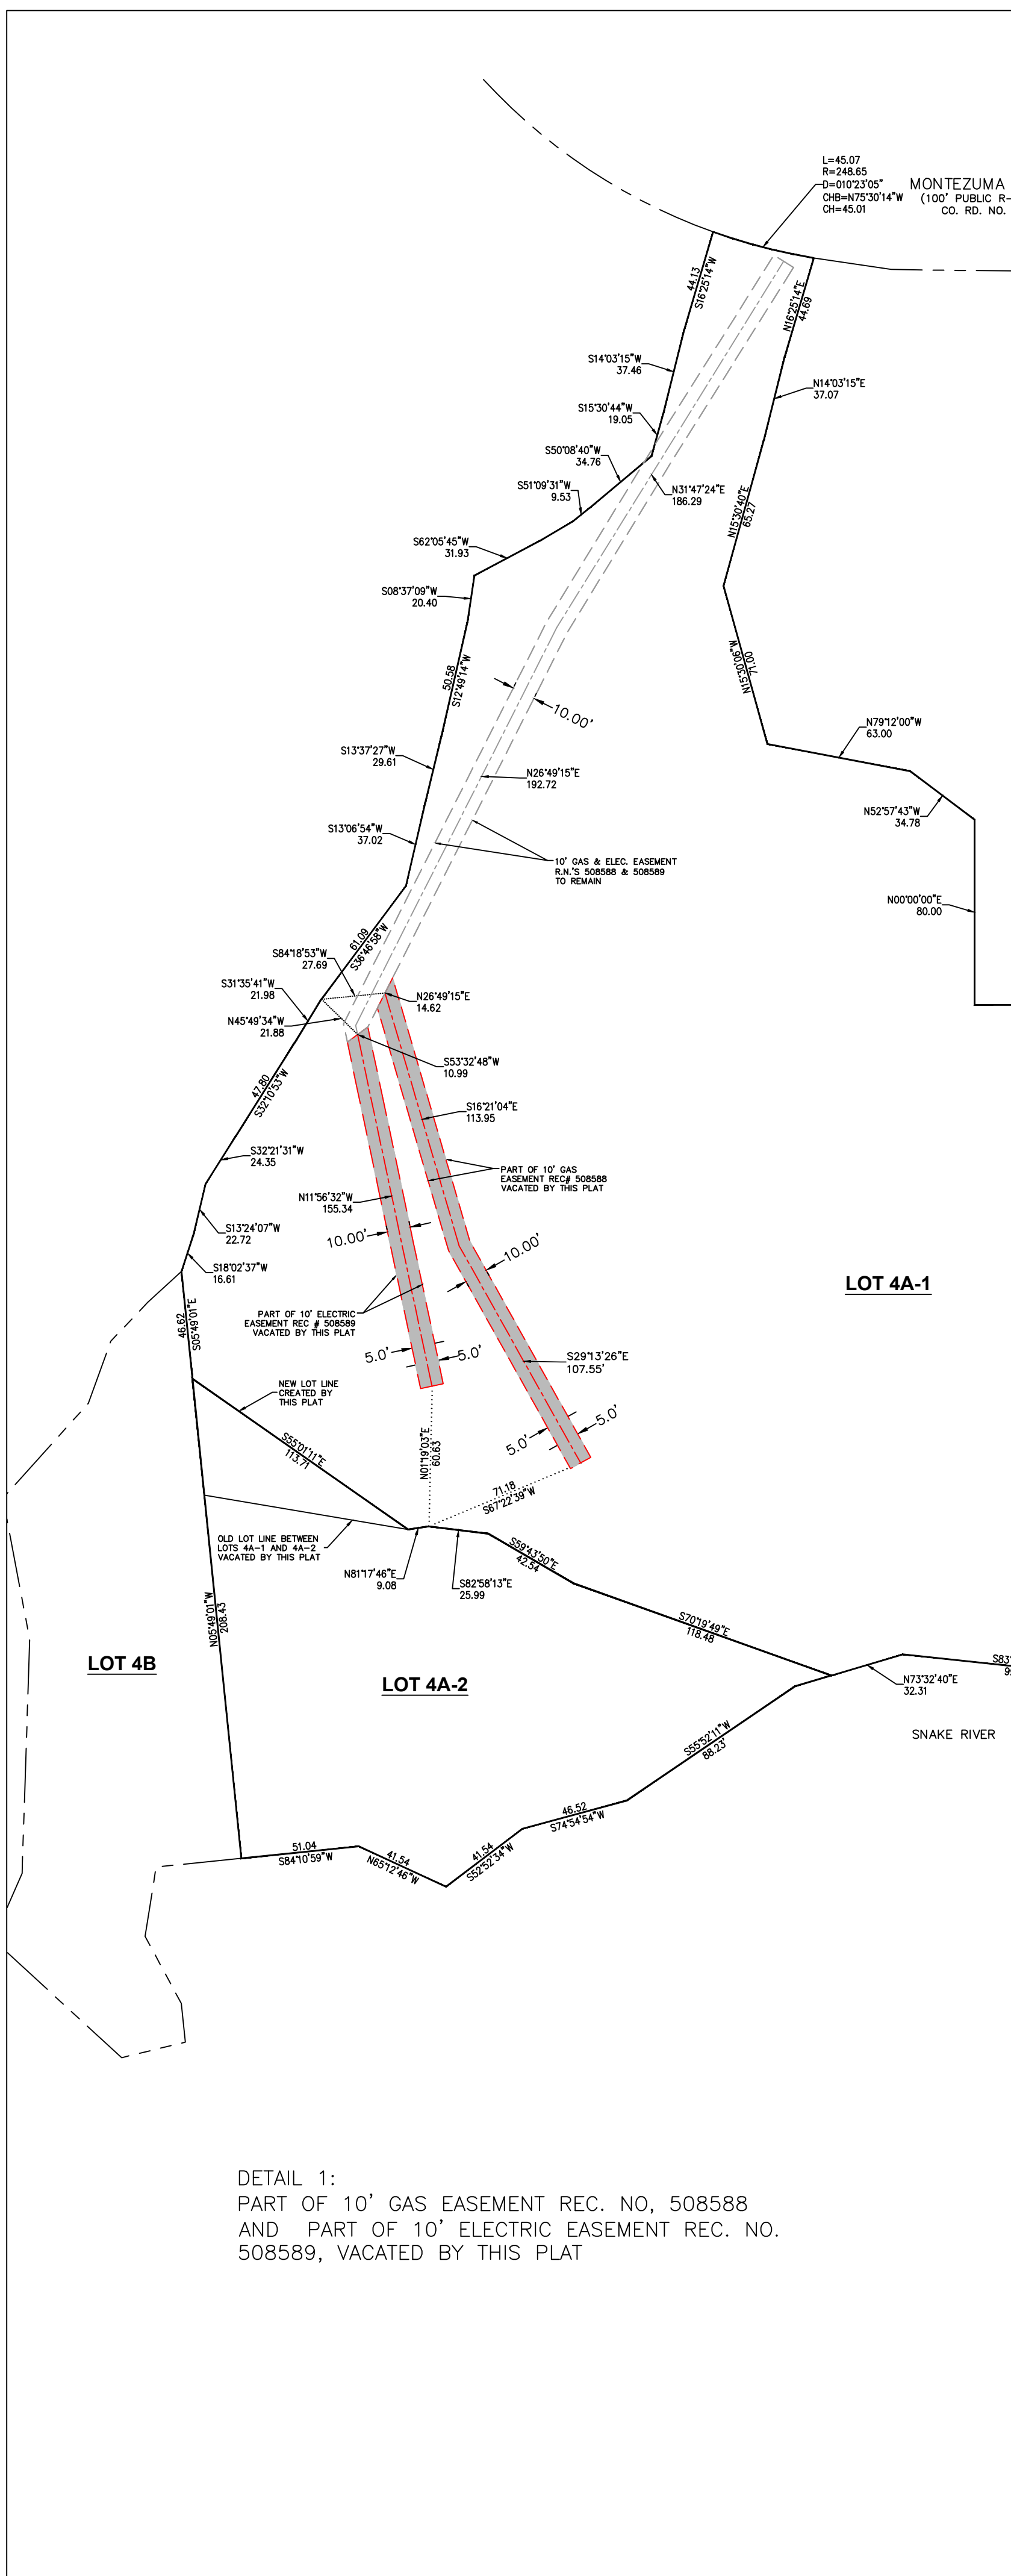 L=45.07
R=248.65
D=010°23'05"
CHB=N75°30'14"W
CH=45.01
MONTEZUMA
(100' PUBLIC R-
CO. RD. NO.
44.13
S16°25'14"W
N16°25'14"E
44.69
S14°03'15"W
37.46
N14°03'15"E
37.07
S15°30'44"W
19.05
S50°08'40"W
34.76
S51°09'31"W
9.53
N31°47'24"E
186.29
N15°30'40"E
65.27
S62°05'45"W
31.93
S08°37'09"W
20.40
50.58
S12°49'14"W
71.00
N15°30'06"W
10.00'
N79°12'00"W
63.00
S13°37'27"W
29.61
N26°49'15"E
192.72
N52°57'43"W
34.78
S13°06'54"W
37.02
10' GAS & ELEC. EASEMENT
R.N.'S 508588 & 508589
TO REMAIN
N00°00'00"E
80.00
61.09
S36°46'58"W
S84°18'53"W
27.69
S31°35'41"W
21.98
N26°49'15"E
14.62
N45°49'34"W
21.88
S53°32'48"W
10.99
47.80
S32°10'53"W
S16°21'04"E
113.95
S32°21'31"W
24.35
PART OF 10' GAS
EASEMENT REC# 508588
VACATED BY THIS PLAT
N11°56'32"W
155.34
S13°24'07"W
22.72
10.00'
10.00'
S18°02'37"W
16.61
LOT 4A-1
46.62
S05°49'01"E
PART OF 10' ELECTRIC
EASEMENT REC # 508589
VACATED BY THIS PLAT
5.0'
5.0'
S29°13'26"E
107.55'
NEW LOT LINE
CREATED BY
THIS PLAT
5.0'
5.0'
S55°01'11"E
113.71
N01°19'03"E
60.63
71.18
S67°22'39"W
OLD LOT LINE BETWEEN
LOTS 4A-1 AND 4A-2
VACATED BY THIS PLAT
N81°17'46"E
9.08
S82°58'13"E
25.99
S59°43'50"E
42.54
N05°49'01"W
208.43
S70°19'49"E
118.48
LOT 4B
LOT 4A-2
S83°
N73°32'40"E
32.31
SNAKE RIVER
S55°52'11"W
88.23'
46.52
S74°54'54"W
51.04
S84°10'59"W
41.54
N65°12'46"W
41.54
S52°52'34"W
DETAIL 1:
PART OF 10' GAS EASEMENT REC. NO, 508588
AND PART OF 10' ELECTRIC EASEMENT REC. NO.
508589, VACATED BY THIS PLAT